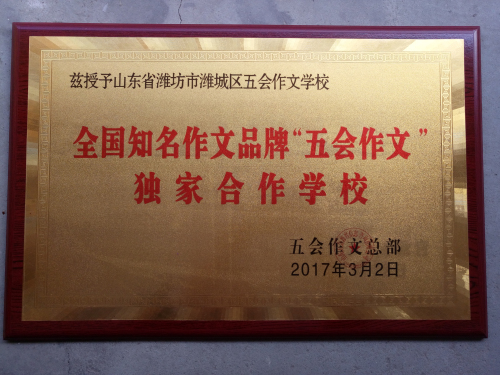 兹授予山东省潍坊市潍城区五会作文学校
全国知名作文品牌“五会作文”
独家合作学校
五会作文总部
2017年3月2日